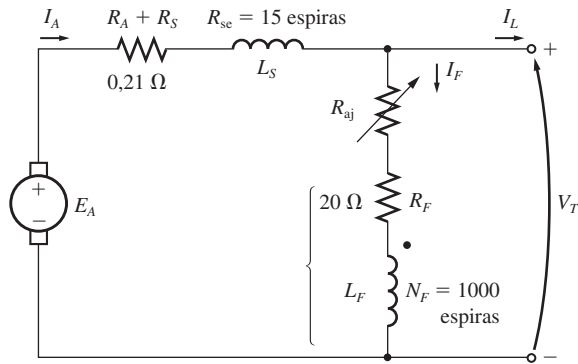 I_A
R_A + R_S
R_se = 15 espiras
I_L
0,21 Ω
L_S
+
I_F
R_aj
+
−
E_A
20 Ω
R_F
V_T
L_F
N_F = 1000
espiras
−